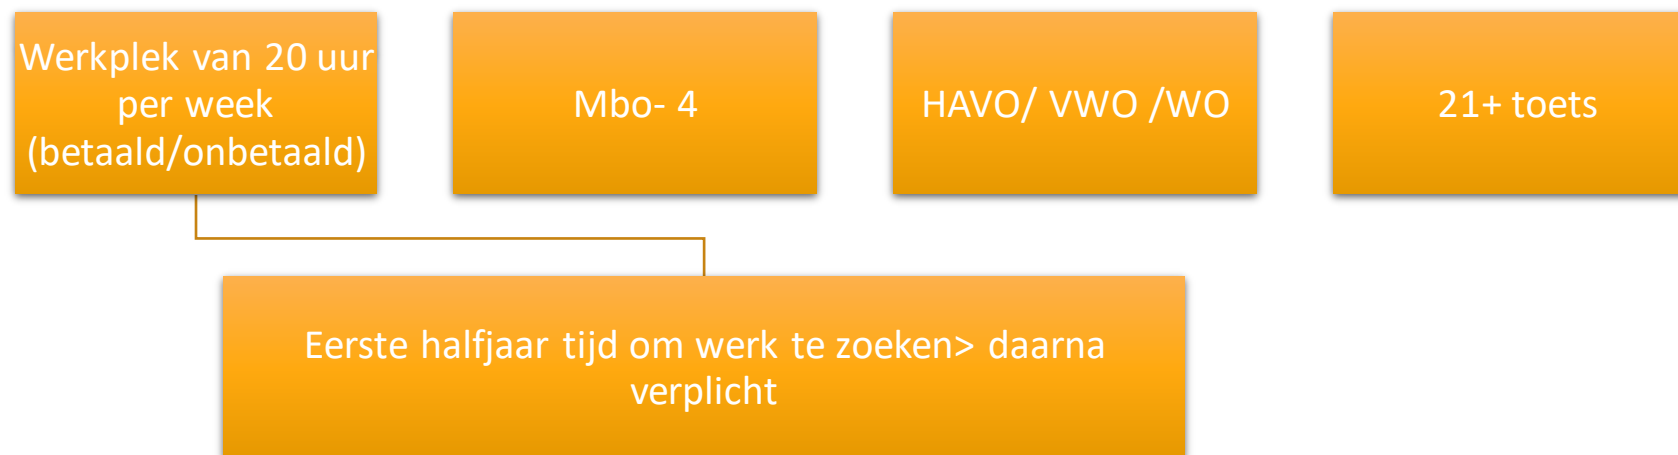 Werkplek van 20 uur
per week
(betaald/onbetaald)
Mbo- 4
HAVO/ VWO /WO
21+ toets
Eerste halfjaar tijd om werk te zoeken> daarna
verplicht